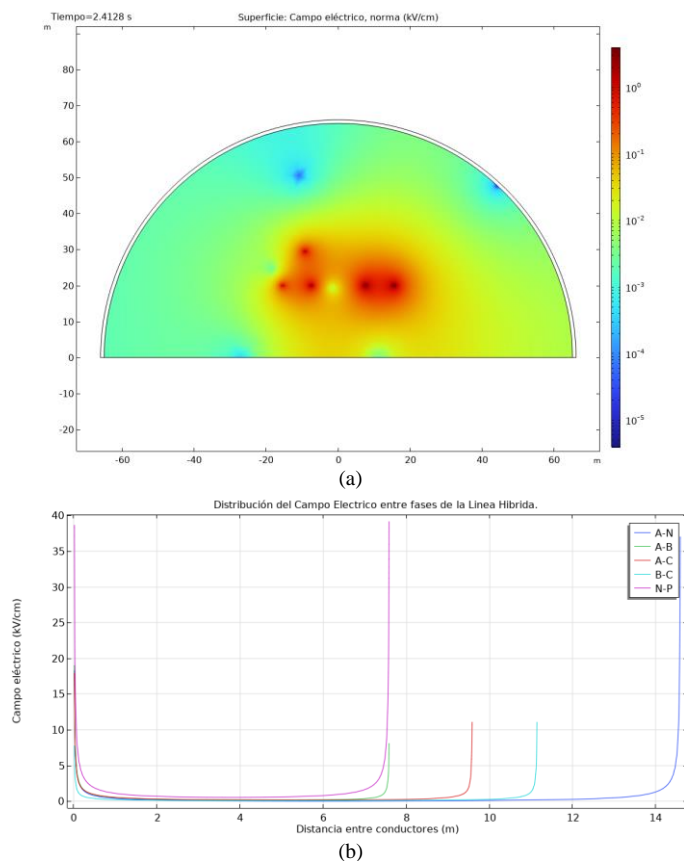 Tiempo=2.4128 s Superficie: Campo eléctrico, norma (kV/cm)
m
90
80
70
60
50
40
30
20
10
0
-10
-20
-60 -40 -20 0 20 40 60 m
10⁰
10⁻¹
10⁻²
10⁻³
10⁻⁴
10⁻⁵
(a)
Distribución del Campo Electrico entre fases de la Linea Hibrida.
Campo eléctrico (kV/cm)
40
35
30
25
20
15
10
5
0
A-N
A-B
A-C
B-C
N-P
0 2 4 6 8 10 12 14
Distancia entre conductores (m)
(b)